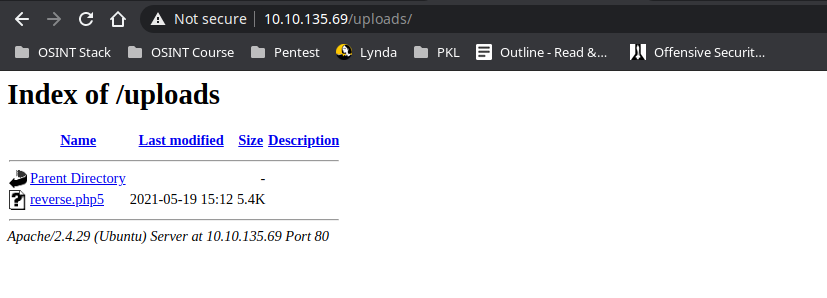 Not secure | 10.10.135.69/uploads/
OSINT Stack OSINT Course Pentest Lynda PKL Outline - Read &... Offensive Securit...
Index of /uploads
Name Last modified Size Description
Parent Directory -
reverse.php5 2021-05-19 15:12 5.4K
Apache/2.4.29 (Ubuntu) Server at 10.10.135.69 Port 80